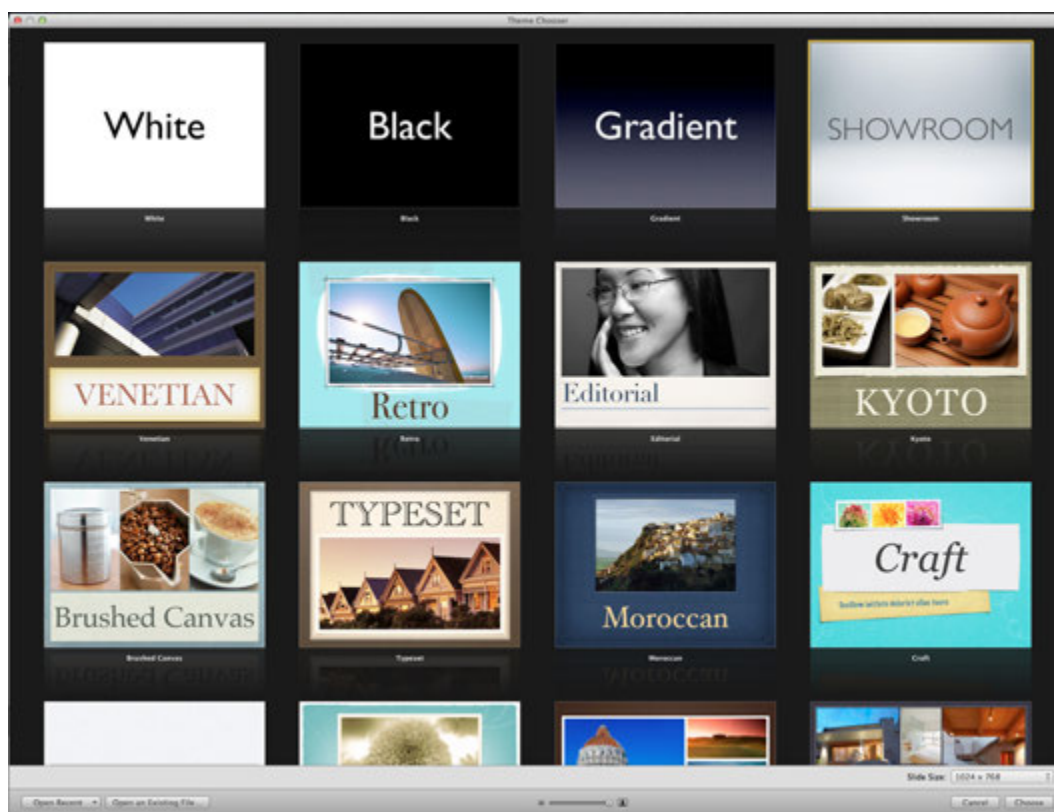 Theme Chooser
White
Black
Gradient
SHOWROOM
White
Black
Gradient
Showroom
VENETIAN
Retro
Editorial
KYOTO
Venetian
Retro
Editorial
Kyoto
Brushed Canvas
TYPESET
Moroccan
Craft
Brushed Canvas
Typeset
Moroccan
Craft
Slide Size: 1024 x 768
Open Recent
Open an Existing File...
Cancel
Choose